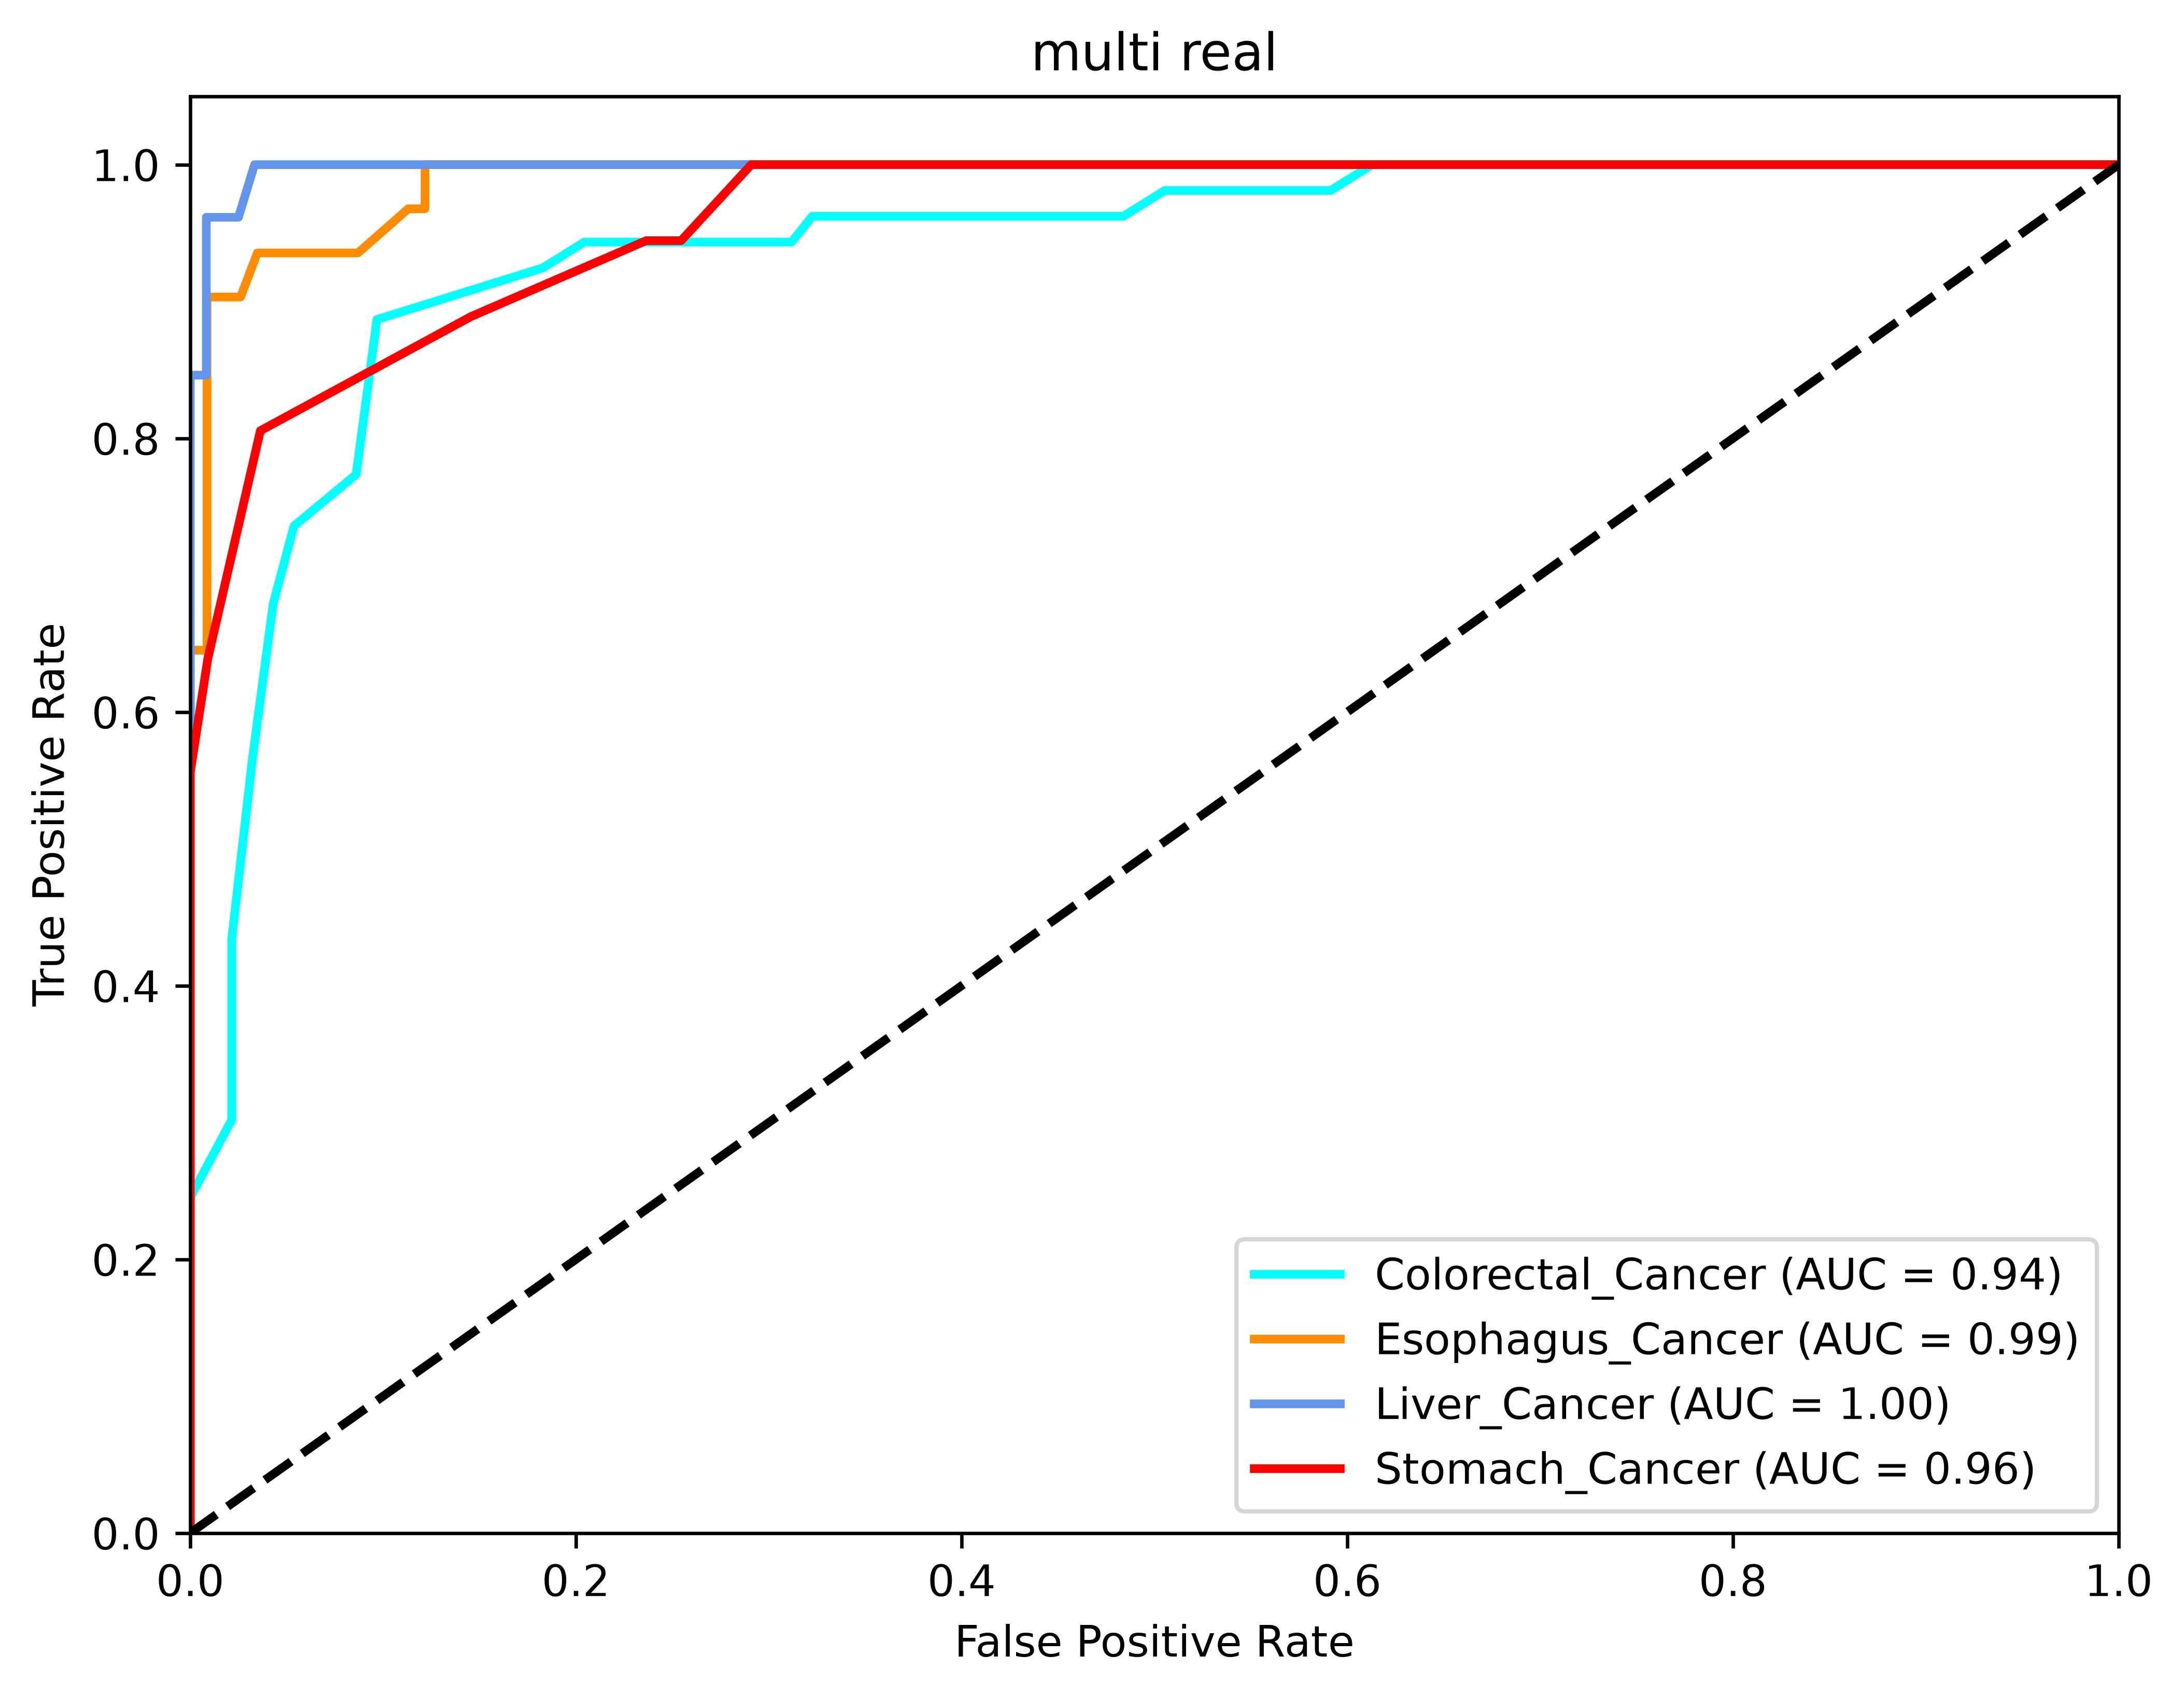 multi real
1.0
0.8
0.6
0.4
0.2
0.0
True Positive Rate
Colorectal_Cancer (AUC = 0.94)
Esophagus_Cancer (AUC = 0.99)
Liver_Cancer (AUC = 1.00)
Stomach_Cancer (AUC = 0.96)
0.0 0.2 0.4 0.6 0.8 1.0
False Positive Rate